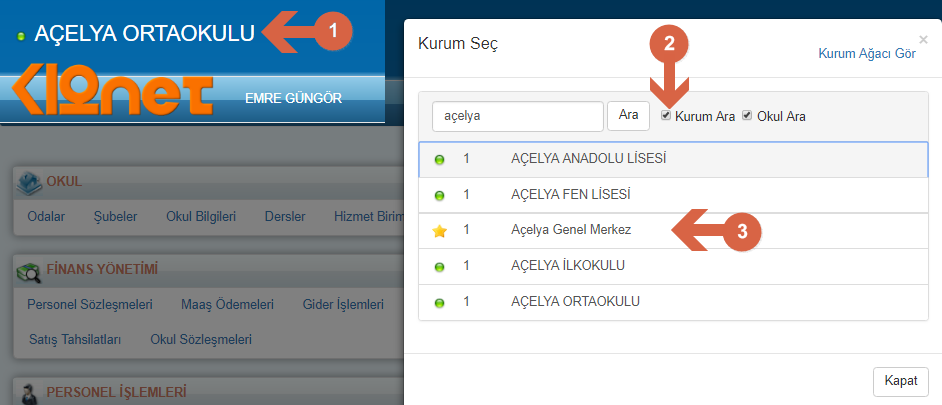 AÇELYA ORTAOKULU
1
K12net
EMRE GÜNGÖR
OKUL
Odalar Şubeler Okul Bilgileri Dersler Hizmet Birim
FİNANS YÖNETİMİ
Personel Sözleşmeleri Maaş Ödemeleri Gider İşlemleri
Satış Tahsilatları Okul Sözleşmeleri
PERSONEL İŞLEMLERİ
Kurum Seç
×
2
Kurum Ağacı Gör
açelya Ara Kurum Ara Okul Ara
1 AÇELYA ANADOLU LİSESİ
1 AÇELYA FEN LİSESİ
1 Açelya Genel Merkez
3
1 AÇELYA İLKOKULU
1 AÇELYA ORTAOKULU
Kapat